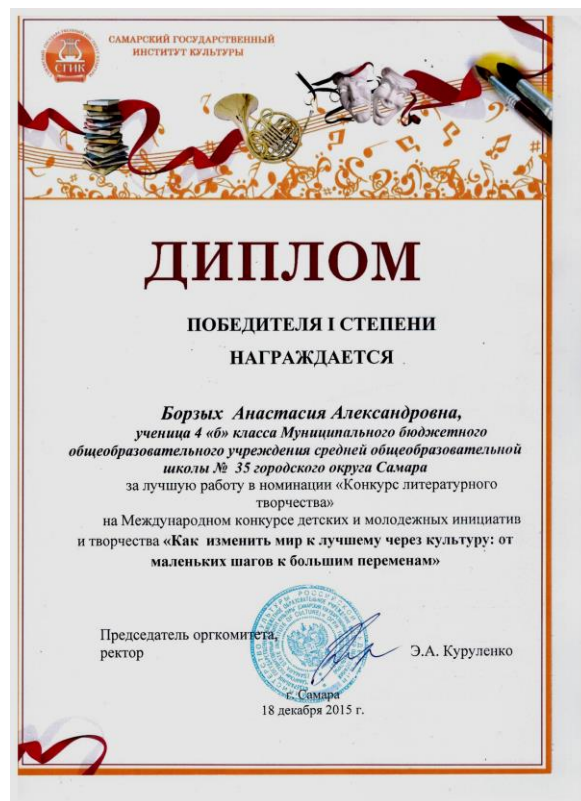 САМАРСКИЙ ГОСУДАРСТВЕННЫЙ
ИНСТИТУТ КУЛЬТУРЫ
СГИК
ДИПЛОМ
ПОБЕДИТЕЛЯ I СТЕПЕНИ
НАГРАЖДАЕТСЯ
Борзых Анастасия Александровна,
ученица 4 «б» класса Муниципального бюджетного
общеобразовательного учреждения средней общеобразовательной
школы № 35 городского округа Самара
за лучшую работу в номинации «Конкурс литературного
творчества»
на Международном конкурсе детских и молодежных инициатив
и творчества «Как изменить мир к лучшему через культуру: от
маленьких шагов к большим переменам»
Председатель оргкомитета,
ректор
Э.А. Куруленко
г. Самара
18 декабря 2015 г.